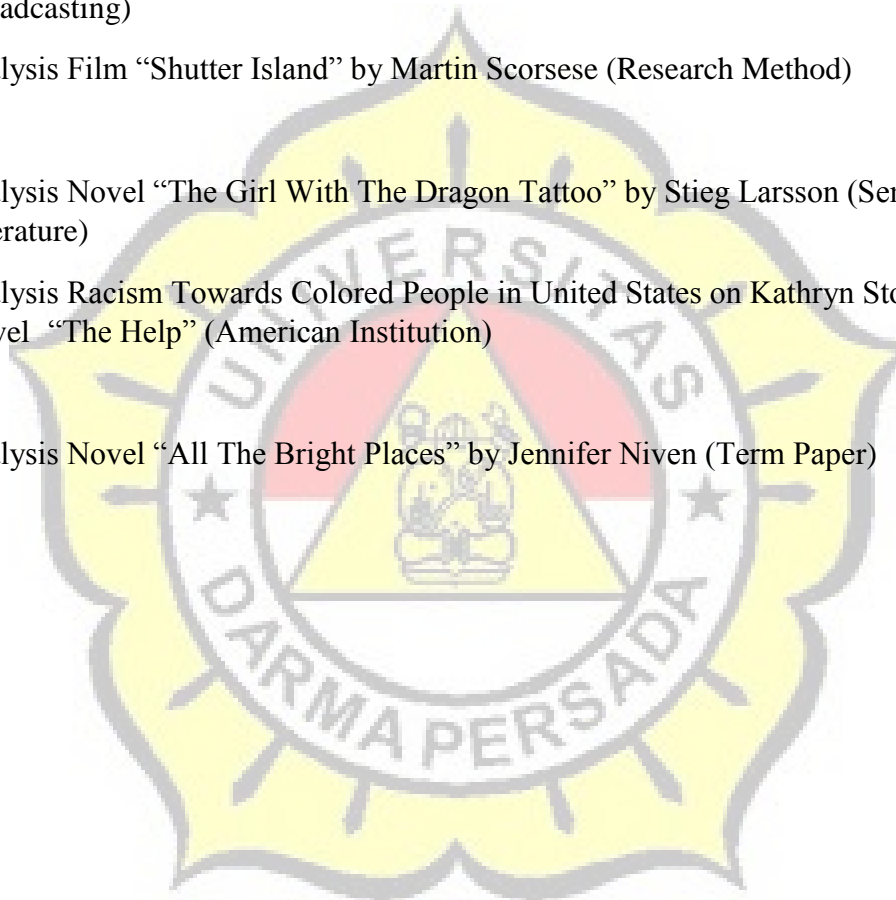 adcasting)
lysis Film “Shutter Island” by Martin Scorsese (Research Method)
lysis Novel “The Girl With The Dragon Tattoo” by Stieg Larsson (Ser
erature)
lysis Racism Towards Colored People in United States on Kathryn Sto
vel “The Help” (American Institution)
lysis Novel “All The Bright Places” by Jennifer Niven (Term Paper)
UNIVERSITAS
DARMA PERSADA